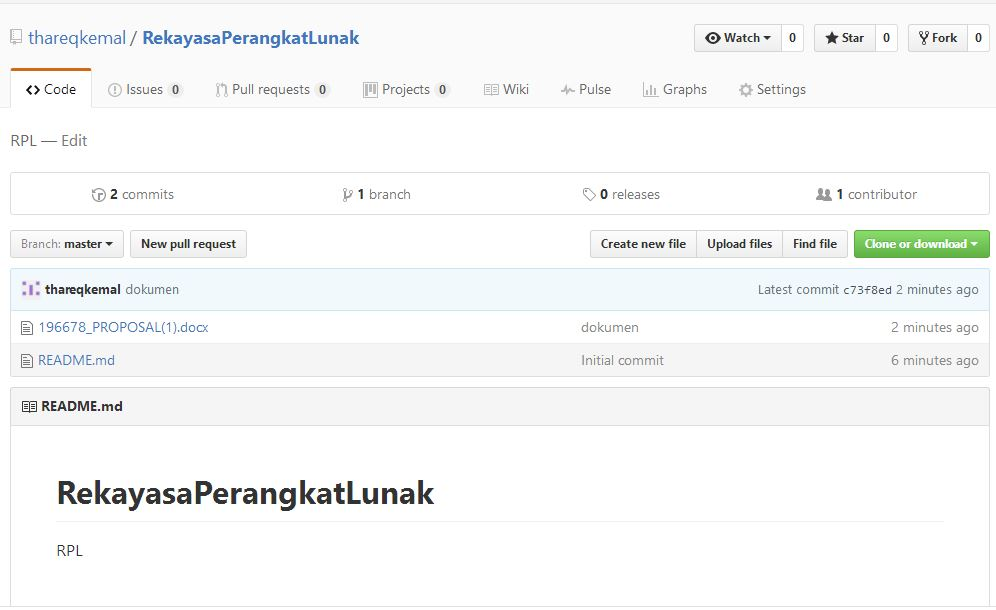 thareqkemal / RekayasaPerangkatLunak Watch 0 Star 0 Fork 0
Code Issues 0 Pull requests 0 Projects 0 Wiki Pulse Graphs Settings
RPL — Edit
2 commits 1 branch 0 releases 1 contributor
Branch: master New pull request Create new file Upload files Find file Clone or download
thareqkemal dokumen Latest commit c73f8ed 2 minutes ago
196678_PROPOSAL(1).docx dokumen 2 minutes ago
README.md Initial commit 6 minutes ago
README.md
RekayasaPerangkatLunak
RPL